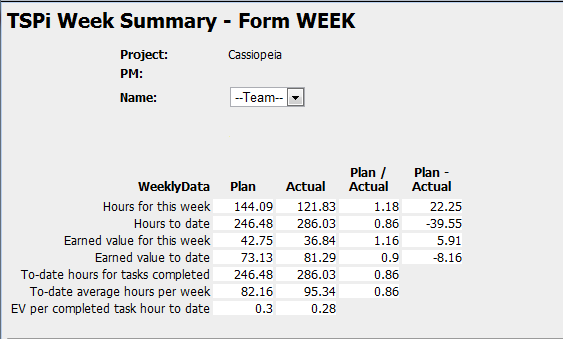 TSPi Week Summary - Form WEEK
Project: Cassiopeia
PM:
Name: --Team--
Plan / Plan -
WeeklyData Plan Actual Actual Actual
Hours for this week 144.09 121.83 1.18 22.25
Hours to date 246.48 286.03 0.86 -39.55
Earned value for this week 42.75 36.84 1.16 5.91
Earned value to date 73.13 81.29 0.9 -8.16
To-date hours for tasks completed 246.48 286.03 0.86
To-date average hours per week 82.16 95.34 0.86
EV per completed task hour to date 0.3 0.28